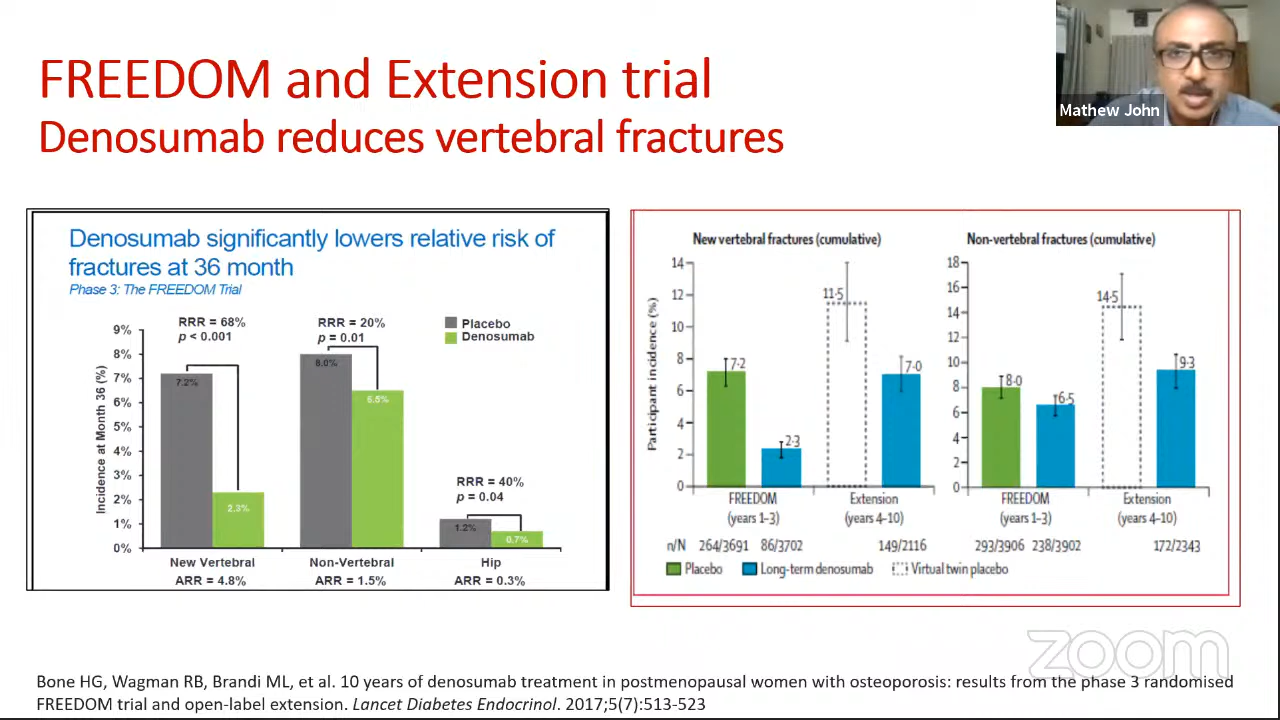 FREEDOM and Extension trial
Denosumab reduces vertebral fractures
Mathew John
Denosumab significantly lowers relative risk of
fractures at 36 month
Phase 3: The FREEDOM Trial
Incidence at Month 36 (%)
9%
8%
7%
6%
5%
4%
3%
2%
1%
0%
RRR = 68%
p < 0.001
RRR = 20%
p = 0.01
RRR = 40%
p = 0.04
Placebo
Denosumab
7.2%
2.3%
8.0%
6.5%
1.2%
0.7%
New Vertebral
Non-Vertebral
Hip
ARR = 4.8%
ARR = 1.5%
ARR = 0.3%
New vertebral fractures (cumulative)
Participant incidence (%)
14
12
10
8
6
4
2
0
7·2
2·3
11·5
7·0
FREEDOM
(years 1–3)
Extension
(years 4–10)
Non-vertebral fractures (cumulative)
18
16
14
12
10
8
6
4
2
0
8·0
6·5
14·5
9·3
FREEDOM
(years 1–3)
Extension
(years 4–10)
n/N 264/3691 86/3702 149/2116 293/3906 238/3902 172/2343
Placebo Long-term denosumab Virtual twin placebo
zoom
Bone HG, Wagman RB, Brandi ML, et al. 10 years of denosumab treatment in postmenopausal women with osteoporosis: results from the phase 3 randomised
FREEDOM trial and open-label extension. Lancet Diabetes Endocrinol. 2017;5(7):513-523